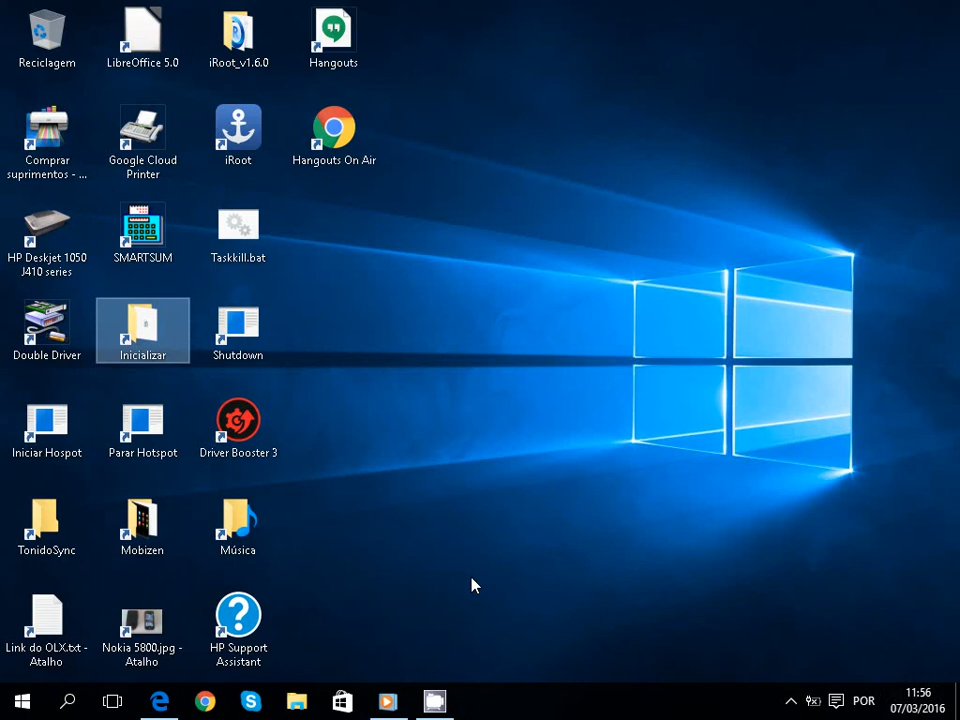 Reciclagem
LibreOffice 5.0
iRoot_v1.6.0
Hangouts
Comprar
suprimentos - ...
Google Cloud
Printer
iRoot
Hangouts On Air
HP Deskjet 1050
J410 series
SMARTSUM
Taskkill.bat
Double Driver
Inicializar
Shutdown
Iniciar Hospot
Parar Hotspot
Driver Booster 3
TonidoSync
Mobizen
Música
Link do OLX.txt -
Atalho
Nokia 5800.jpg -
Atalho
HP Support
Assistant
POR
11:56
07/03/2016